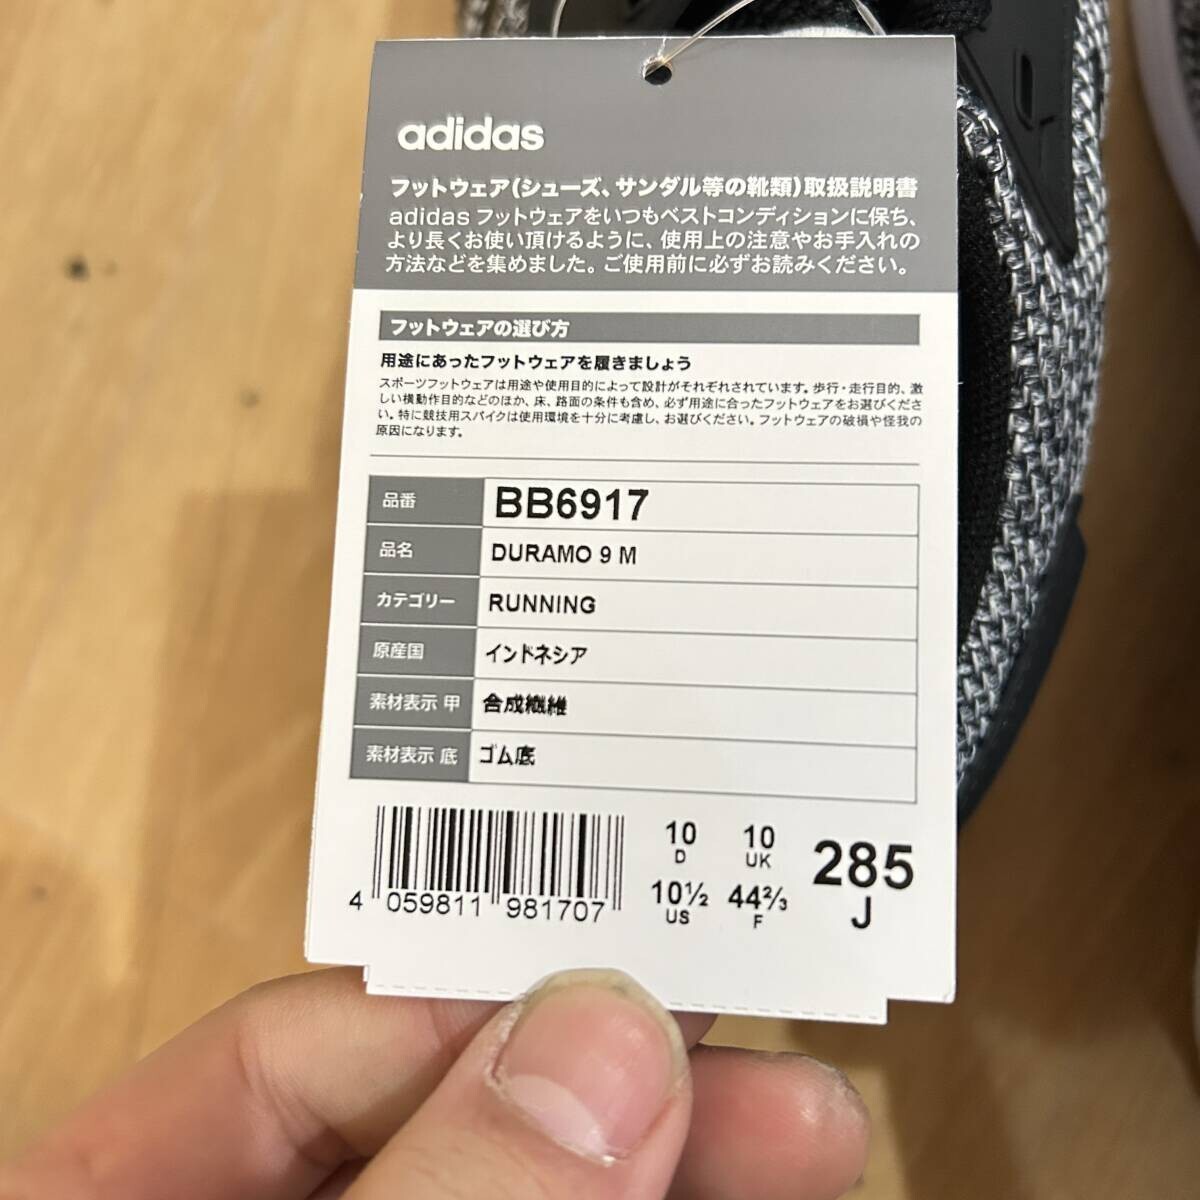 adidas
フットウェア(シューズ、サンダル等の靴類)取扱説明書
adidas フットウェアをいつもベストコンディションに保ち、
より長くお使い頂けるように、使用上の注意やお手入れの
方法などを集めました。ご使用前に必ずお読みください。
フットウェアの選び方
用途にあったフットウェアを履きましょう
スポーツフットウェアは用途や使用目的によって設計がそれぞれされています。歩行・走行目的、激
しい横動作目的などのほか、床、路面の条件も含め、必ず用途に合ったフットウェアをお選びくださ
い。特に競技用スパイクは使用環境を十分に考慮し、お選びください。フットウェアの破損や怪我の
原因になります。
品番 BB6917
品名 DURAMO 9 M
カテゴリー RUNNING
原産国 インドネシア
素材表示 甲 合成繊維
素材表示 底 ゴム底
4 059811 981707
10 10
D UK
10½ 44⅔
US F
285
J